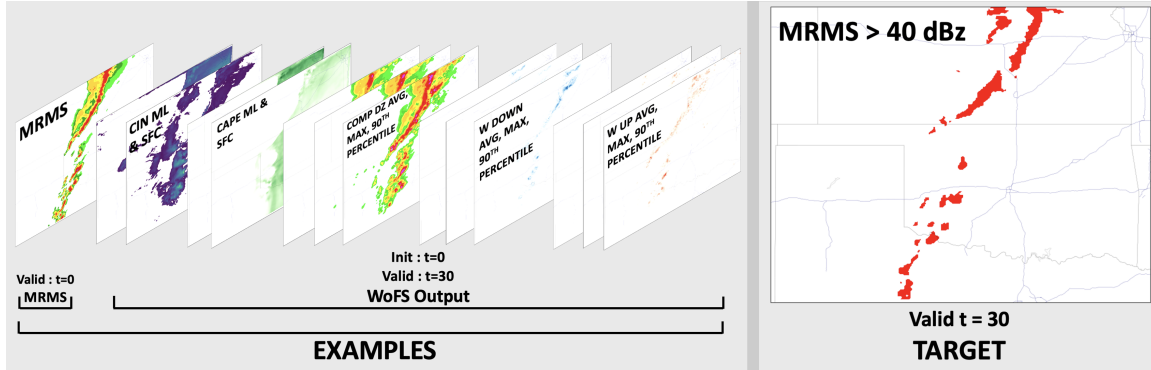 MRMS
CIN ML
& SFC
CAPE ML &
SFC
COMP DZ AVG,
MAX, 90TH
PERCENTILE
W DOWN
AVG, MAX,
90TH
PERCENTILE
W UP AVG,
MAX, 90TH
PERCENTILE
Valid : t=0
MRMS
Init : t=0
Valid : t=30
WoFS Output
EXAMPLES
MRMS > 40 dBz
Valid t = 30
TARGET